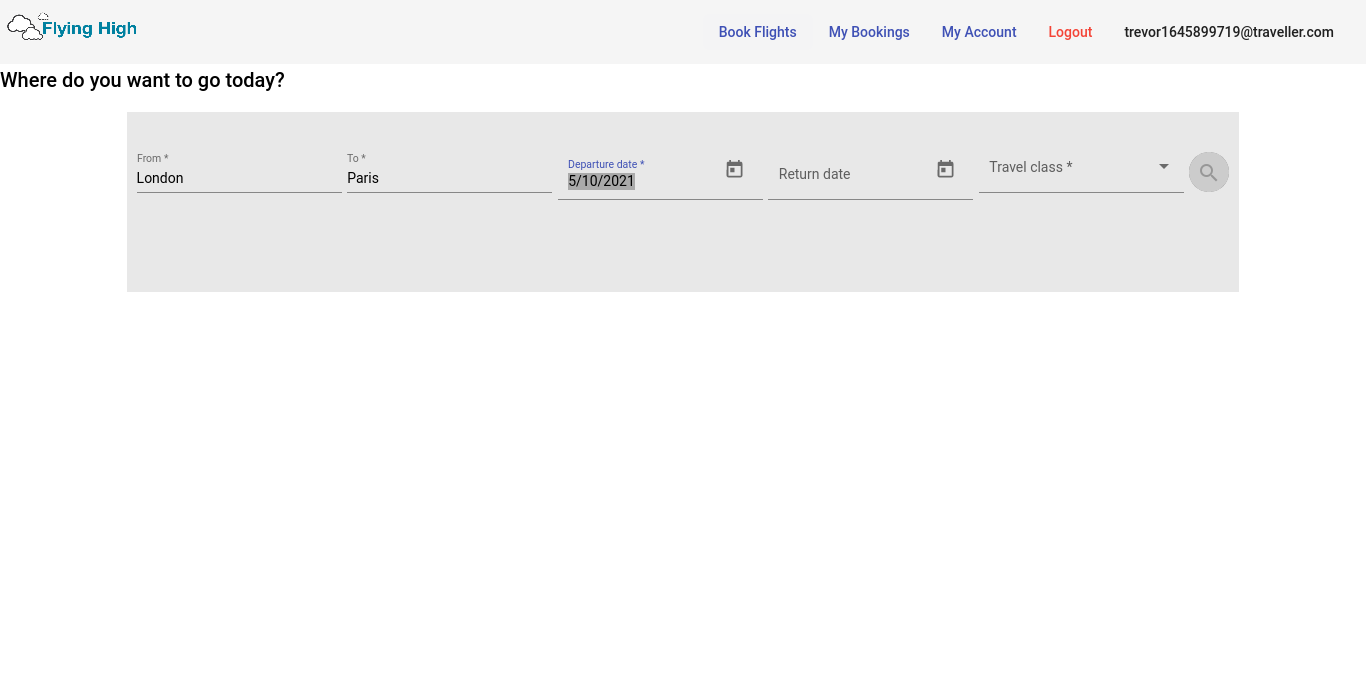 Flying High
Book Flights
My Bookings
My Account
Logout
trevor1645899719@traveller.com
Where do you want to go today?
From *
London
To *
Paris
Departure date *
5/10/2021
Return date
Travel class *